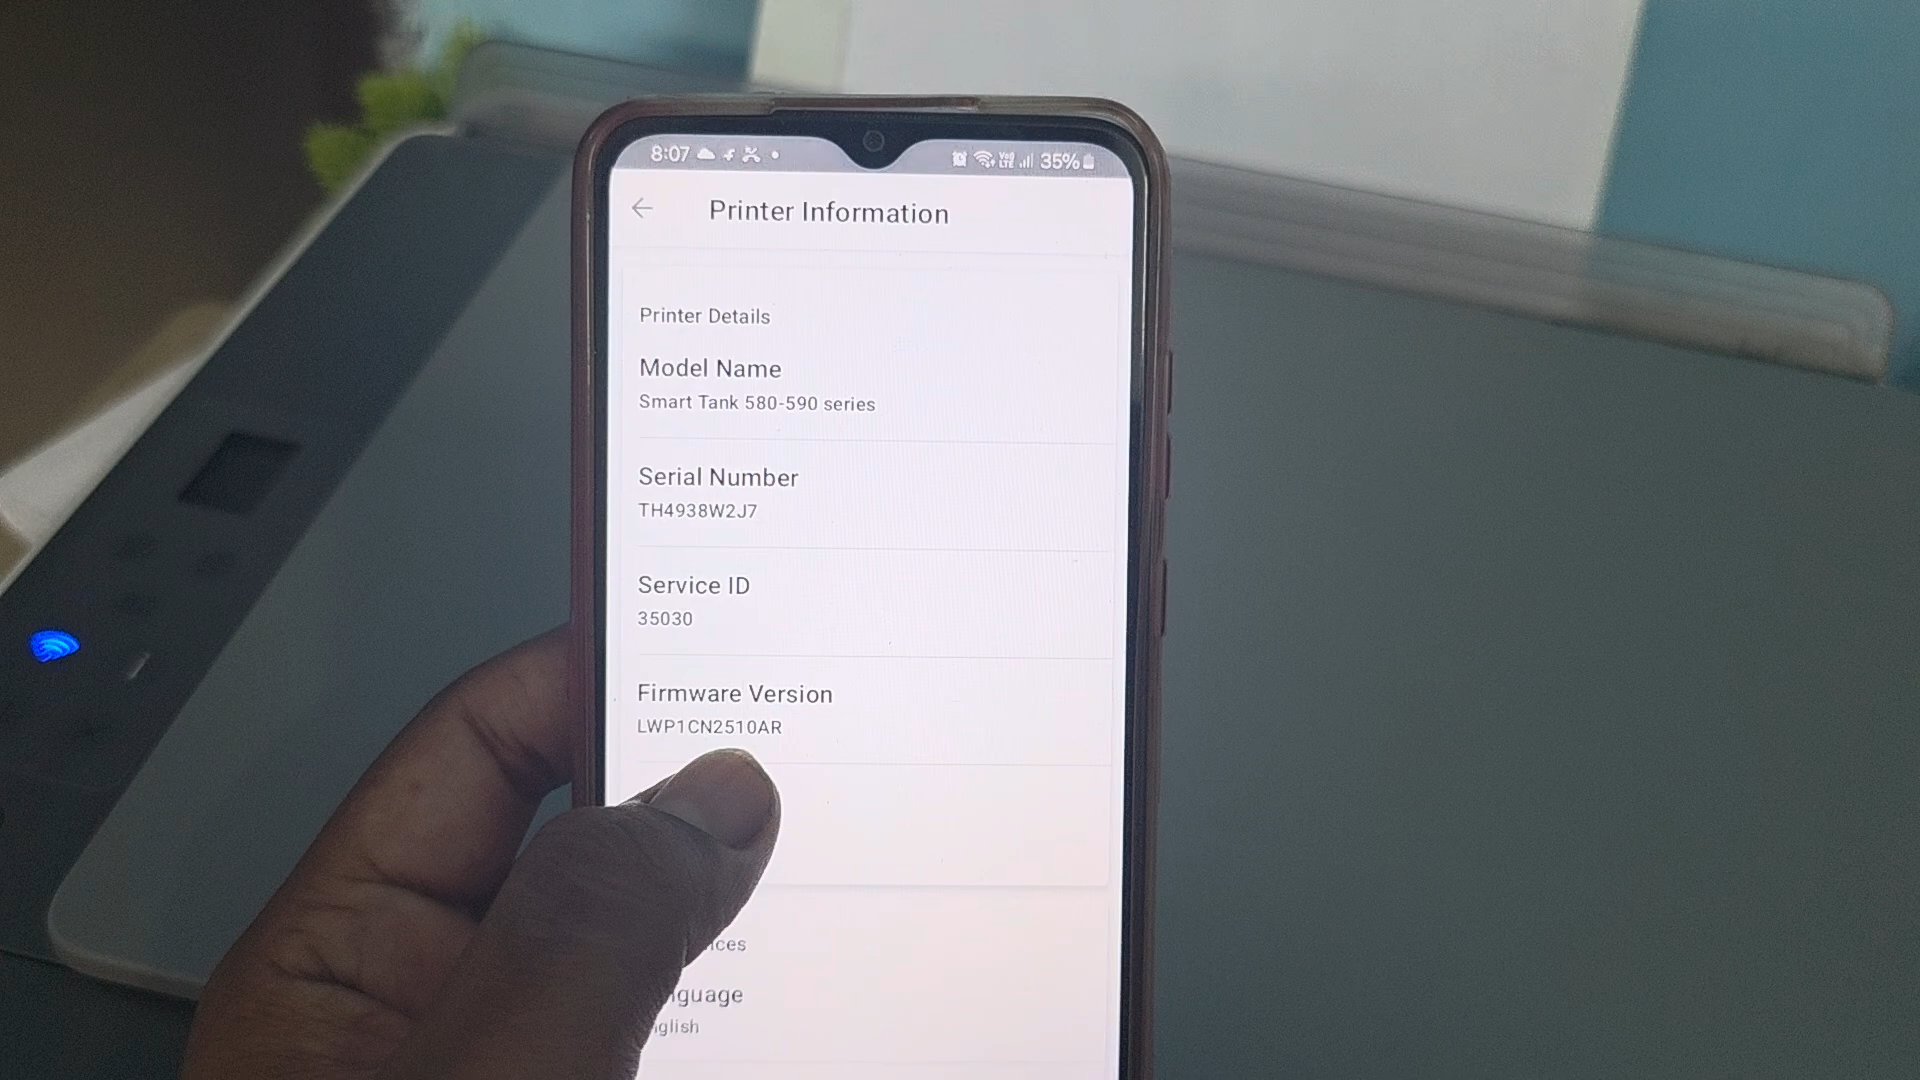 8:07 35%
Printer Information
Printer Details
Model Name
Smart Tank 580-590 series
Serial Number
TH4938W2J7
Service ID
35030
Firmware Version
LWP1CN2510AR